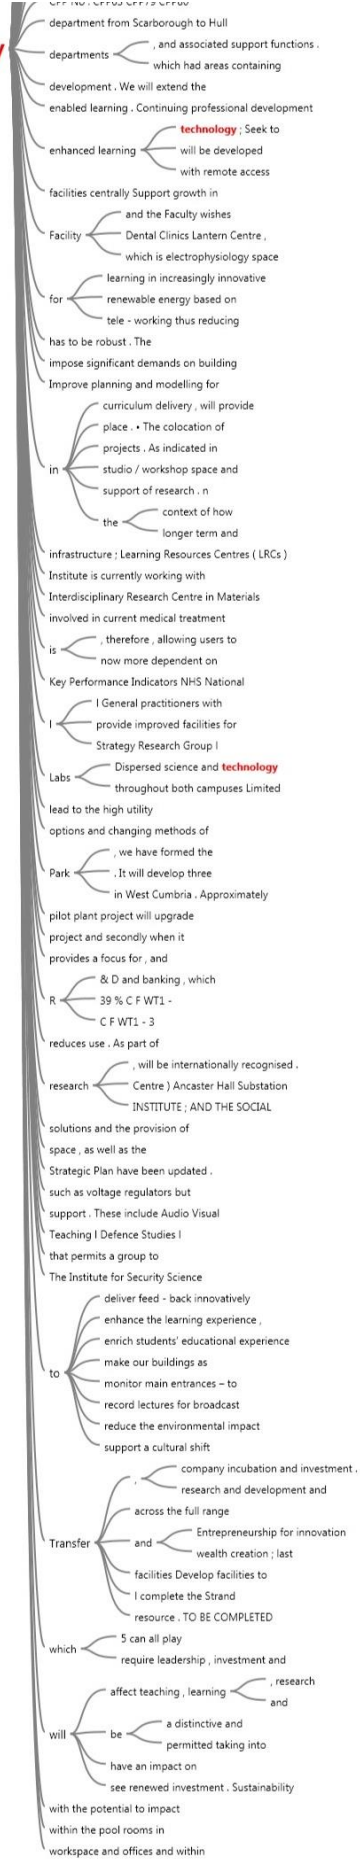 department from Scarborough to Hull
departments
, and associated support functions .
which had areas containing
development . We will extend the
enabled learning . Continuing professional development
enhanced learning
technology ; Seek to
will be developed
with remote access
facilities centrally Support growth in
Facility
and the Faculty wishes
Dental Clinics Lantern Centre ,
which is electrophysiology space
for
learning in increasingly innovative
renewable energy based on
tele - working thus reducing
has to be robust . The
impose significant demands on building
Improve planning and modelling for
in
curriculum delivery , will provide
place . • The colocation of
projects . As indicated in
studio / workshop space and
support of research . n
the
context of how
longer term and
infrastructure ; Learning Resources Centres ( LRCs )
Institute is currently working with
Interdisciplinary Research Centre in Materials
involved in current medical treatment
is
, therefore , allowing users to
now more dependent on
Key Performance Indicators NHS National
l
l General practitioners with
provide improved facilities for
Strategy Research Group l
Labs
Dispersed science and technology
throughout both campuses Limited
lead to the high utility
options and changing methods of
Park
, we have formed the
. It will develop three
in West Cumbria . Approximately
pilot plant project will upgrade
project and secondly when it
provides a focus for , and
R
& D and banking , which
39 % C F WT1 -
C F WT1 - 3
reduces use . As part of
research
, will be internationally recognised .
Centre ) Ancaster Hall Substation
INSTITUTE ; AND THE SOCIAL
solutions and the provision of
space , as well as the
Strategic Plan have been updated .
such as voltage regulators but
support . These include Audio Visual
Teaching l Defence Studies l
that permits a group to
The Institute for Security Science
to
deliver feed - back innovatively
enhance the learning experience ,
enrich students' educational experience
make our buildings as
monitor main entrances – to
record lectures for broadcast
reduce the environmental impact
support a cultural shift
Transfer
,
company incubation and investment .
research and development and
across the full range
and
Entrepreneurship for innovation
wealth creation ; last
facilities Develop facilities to
l complete the Strand
resource . TO BE COMPLETED
which
5 can all play
require leadership , investment and
will
affect teaching , learning
, research
and
be
a distinctive and
permitted taking into
have an impact on
see renewed investment . Sustainability
with the potential to impact
within the pool rooms in
workspace and offices and within